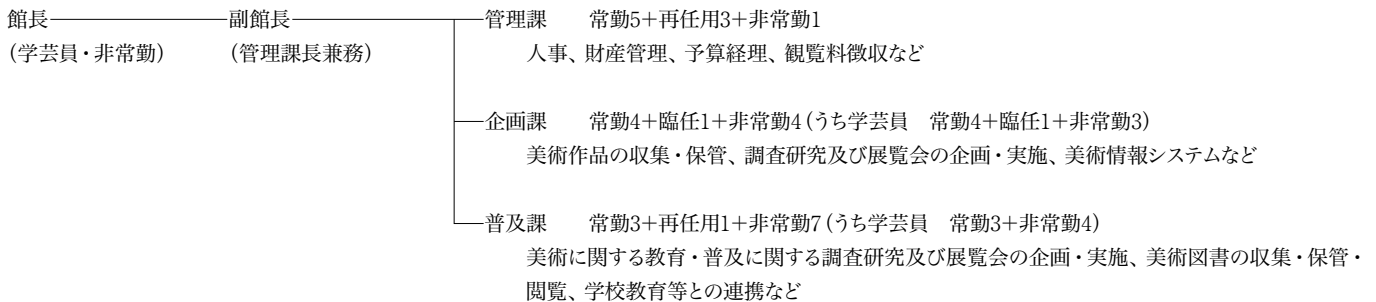 館長 副館長 管理課 常勤5+再任用3+非常勤1
(学芸員・非常勤) (管理課長兼務) 人事、財産管理、予算経理、観覧料徴収など
企画課 常勤4+臨任1+非常勤4(うち学芸員 常勤4+臨任1+非常勤3)
美術作品の収集・保管、調査研究及び展覧会の企画・実施、美術情報システムなど
普及課 常勤3+再任用1+非常勤7(うち学芸員 常勤3+非常勤4)
美術に関する教育・普及に関する調査研究及び展覧会の企画・実施、美術図書の収集・保管・
閲覧、学校教育等との連携など